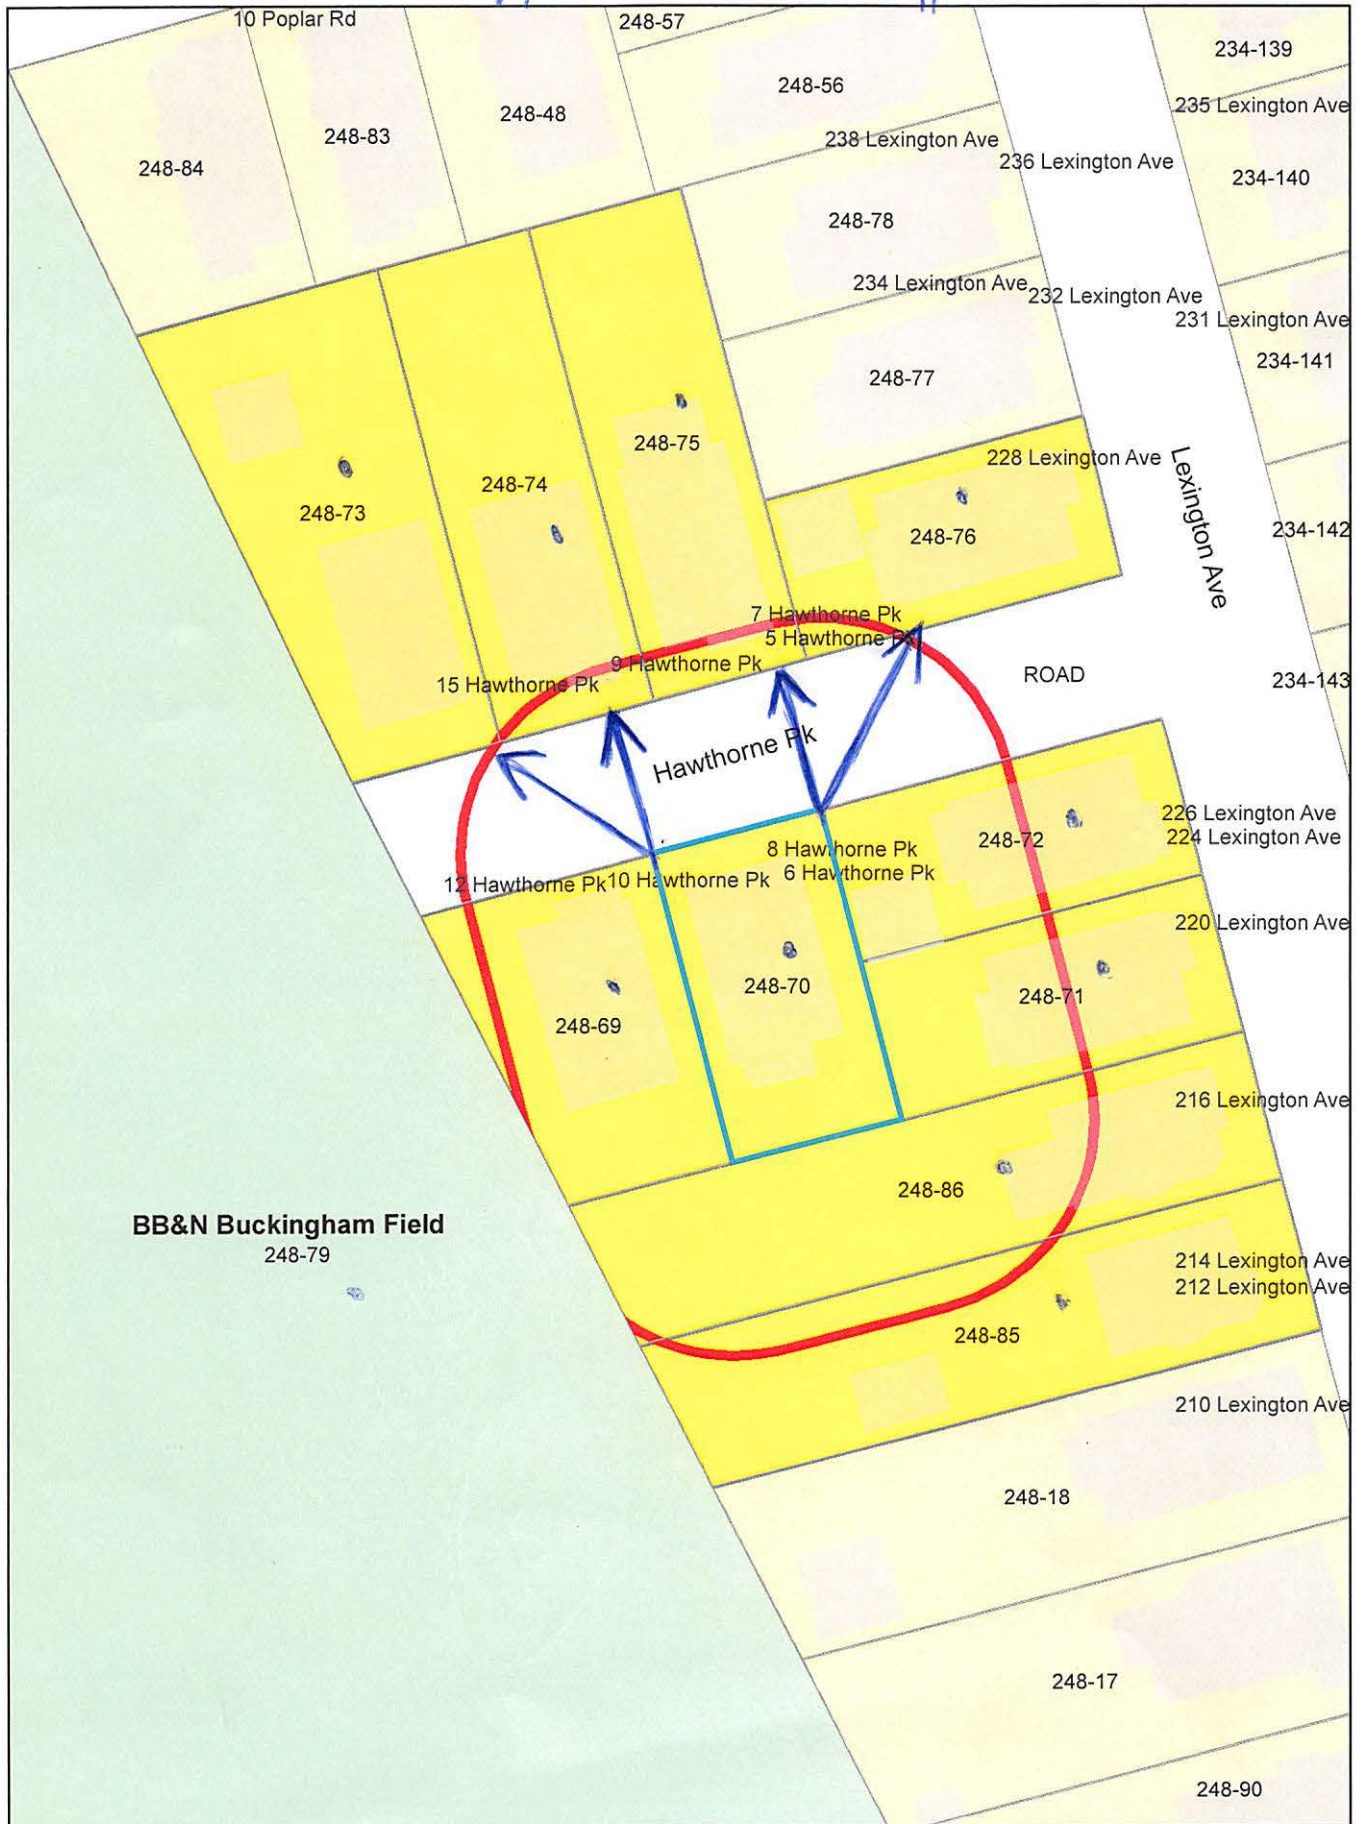 10 Poplar Rd
248-57
234-139
248-56
235 Lexington Ave
248-48
248-83
238 Lexington Ave
236 Lexington Ave
248-84
234-140
248-78
234 Lexington Ave
232 Lexington Ave
231 Lexington Ave
234-141
248-77
248-75
228 Lexington Ave
248-74
Lexington Ave
248-73
248-76
234-142
7 Hawthorne Pk
5 Hawthorne Pk
9 Hawthorne Pk
ROAD
234-143
15 Hawthorne Pk
Hawthorne Pk
226 Lexington Ave
224 Lexington Ave
248-72
8 Hawthorne Pk
6 Hawthorne Pk
12 Hawthorne Pk
10 Hawthorne Pk
220 Lexington Ave
248-70
248-71
248-69
216 Lexington Ave
248-86
BB&N Buckingham Field
248-79
214 Lexington Ave
212 Lexington Ave
248-85
210 Lexington Ave
248-18
248-17
248-90